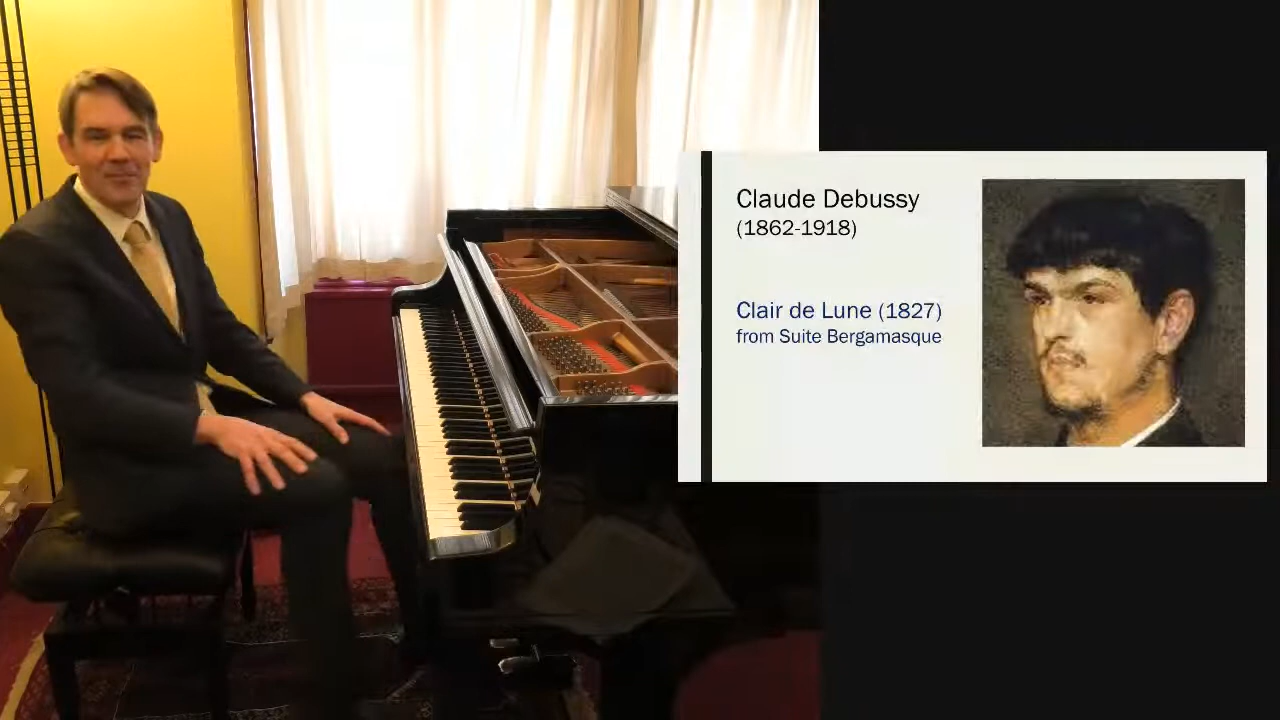 Claude Debussy
(1862-1918)
Clair de Lune (1827)
from Suite Bergamasque